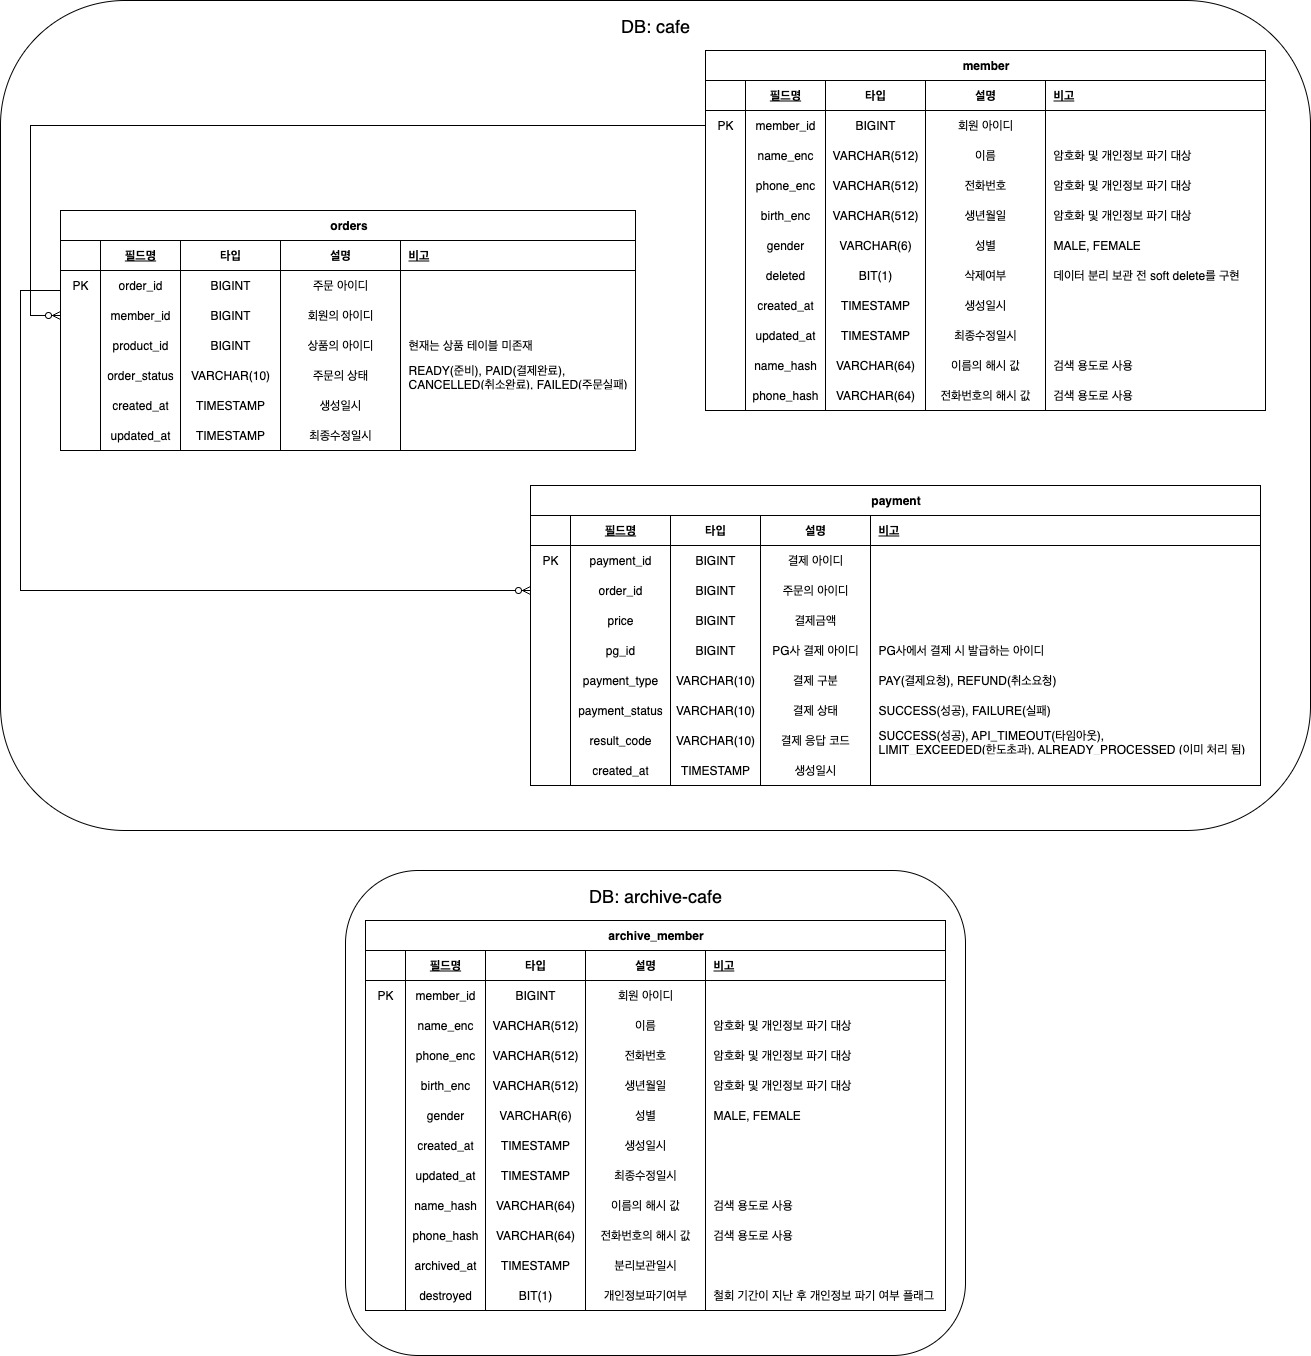 DB: cafe
member
필드명 타입 설명 비고
PK member_id BIGINT 회원 아이디
name_enc VARCHAR(512) 이름 암호화 및 개인정보 파기 대상
phone_enc VARCHAR(512) 전화번호 암호화 및 개인정보 파기 대상
birth_enc VARCHAR(512) 생년월일 암호화 및 개인정보 파기 대상
gender VARCHAR(6) 성별 MALE, FEMALE
deleted BIT(1) 삭제여부 데이터 분리 보관 전 soft delete를 구현
created_at TIMESTAMP 생성일시
updated_at TIMESTAMP 최종수정일시
name_hash VARCHAR(64) 이름의 해시 값 검색 용도로 사용
phone_hash VARCHAR(64) 전화번호의 해시 값 검색 용도로 사용
orders
필드명 타입 설명 비고
PK order_id BIGINT 주문 아이디
member_id BIGINT 회원의 아이디
product_id BIGINT 상품의 아이디 현재는 상품 테이블 미존재
order_status VARCHAR(10) 주문의 상태 READY(준비), PAID(결제완료),
CANCELLED(취소완료), FAILED(주문실패)
created_at TIMESTAMP 생성일시
updated_at TIMESTAMP 최종수정일시
payment
필드명 타입 설명 비고
PK payment_id BIGINT 결제 아이디
order_id BIGINT 주문의 아이디
price BIGINT 결제금액
pg_id BIGINT PG사 결제 아이디 PG사에서 결제 시 발급하는 아이디
payment_type VARCHAR(10) 결제 구분 PAY(결제요청), REFUND(취소요청)
payment_status VARCHAR(10) 결제 상태 SUCCESS(성공), FAILURE(실패)
result_code VARCHAR(10) 결제 응답 코드 SUCCESS(성공), API_TIMEOUT(타임아웃),
LIMIT_EXCEEDED(한도초과), ALREADY_PROCESSED (이미 처리 됨)
created_at TIMESTAMP 생성일시
DB: archive-cafe
archive_member
필드명 타입 설명 비고
PK member_id BIGINT 회원 아이디
name_enc VARCHAR(512) 이름 암호화 및 개인정보 파기 대상
phone_enc VARCHAR(512) 전화번호 암호화 및 개인정보 파기 대상
birth_enc VARCHAR(512) 생년월일 암호화 및 개인정보 파기 대상
gender VARCHAR(6) 성별 MALE, FEMALE
created_at TIMESTAMP 생성일시
updated_at TIMESTAMP 최종수정일시
name_hash VARCHAR(64) 이름의 해시 값 검색 용도로 사용
phone_hash VARCHAR(64) 전화번호의 해시 값 검색 용도로 사용
archived_at TIMESTAMP 분리보관일시
destroyed BIT(1) 개인정보파기여부 철회 기간이 지난 후 개인정보 파기 여부 플래그